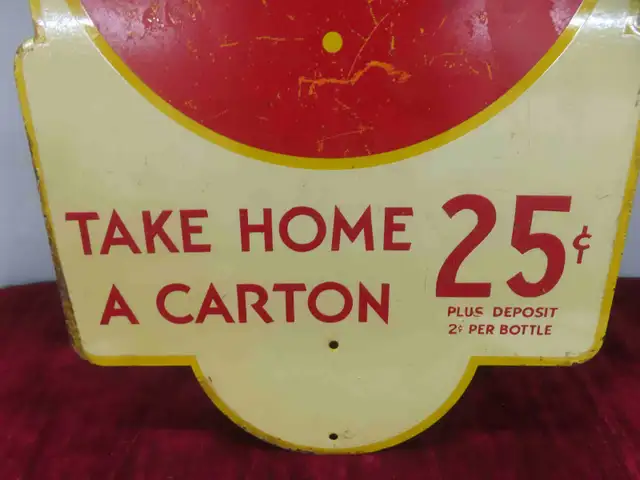 TAKE HOME
A CARTON
25¢
PLUS DEPOSIT
2¢ PER BOTTLE